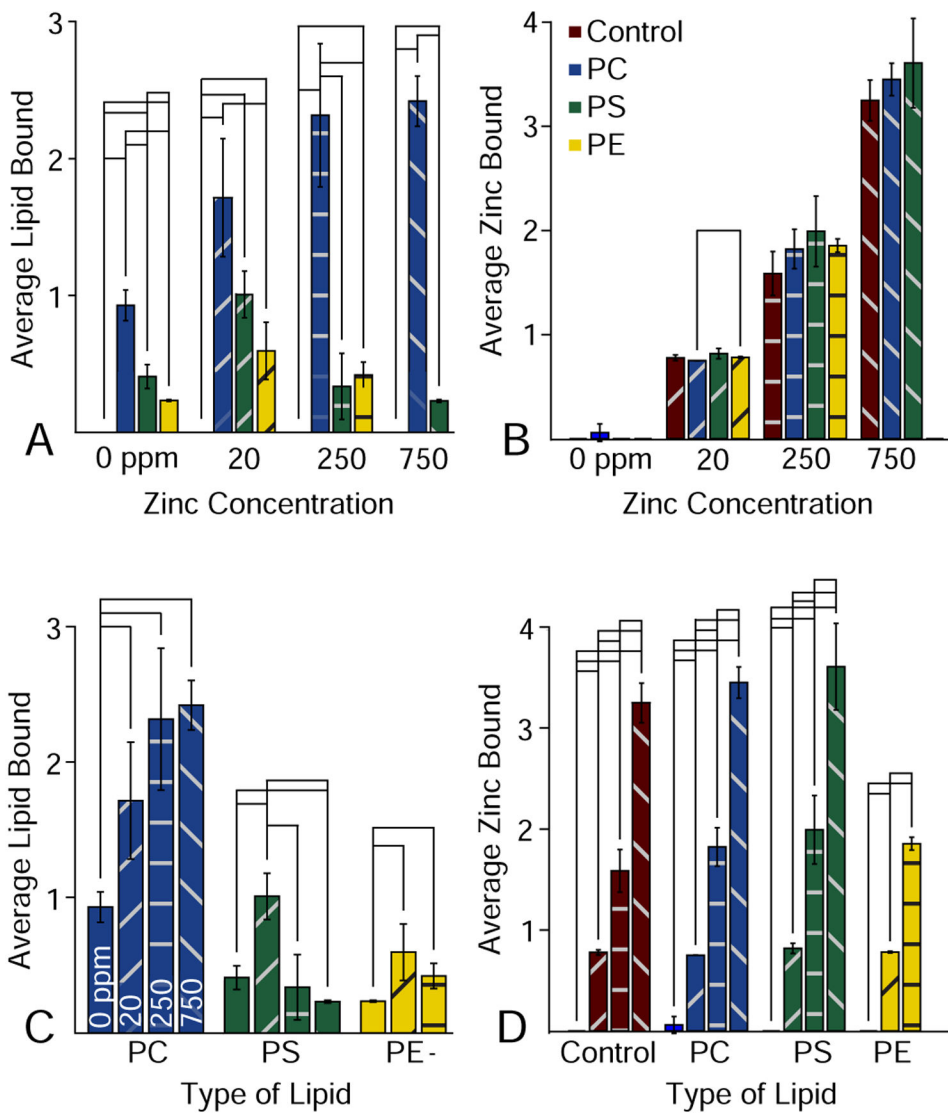 3
2
1
Average Lipid Bound
A
0 ppm 20 250 750
Zinc Concentration
4
3
2
1
Average Zinc Bound
Control
PC
PS
PE
B
0 ppm 20 250 750
Zinc Concentration
3
2
1
Average Lipid Bound
0 ppm
20
250
750
C
PC PS PE-
Type of Lipid
4
3
2
1
Average Zinc Bound
D
Control PC PS PE
Type of Lipid